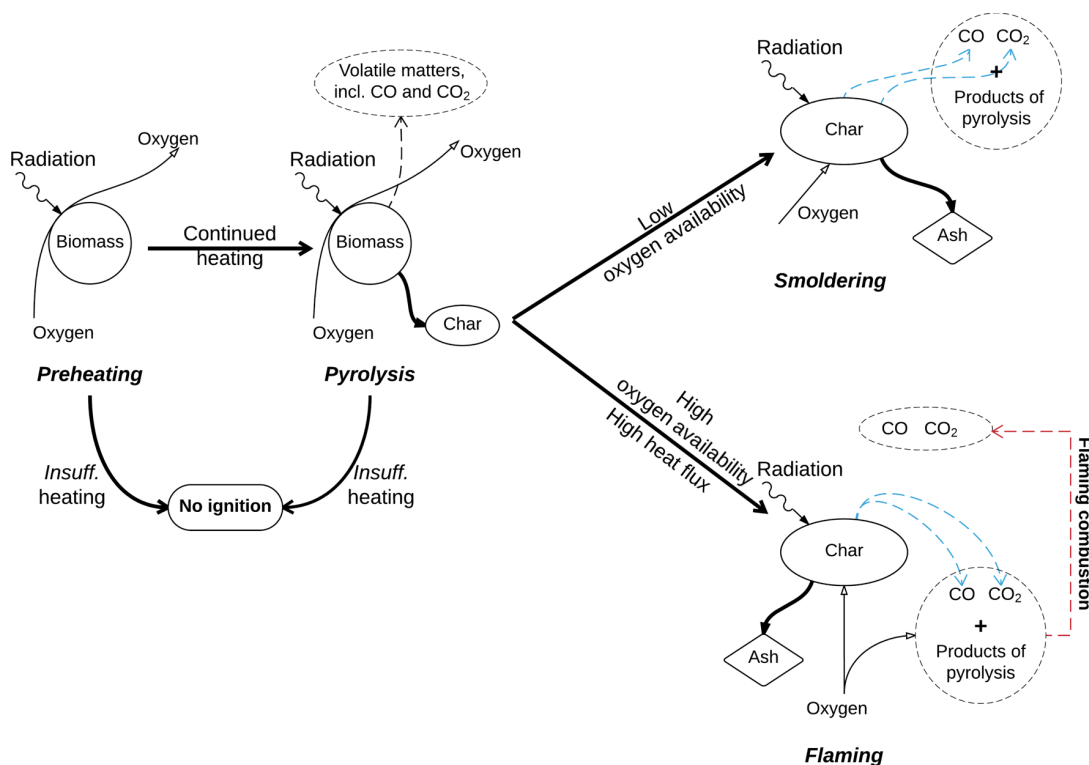 Radiation
Oxygen
Biomass
Oxygen
Preheating
Continued
heating
Volatile matters,
incl. CO and CO₂
Radiation
Oxygen
Biomass
Oxygen
Char
Pyrolysis
Insuff.
heating
Insuff.
heating
No ignition
Low
oxygen availability
Radiation
Char
CO CO₂
+
Products of
pyrolysis
Oxygen
Ash
Smoldering
High
oxygen availability
High heat flux
Radiation
Char
CO CO₂
Flaming combustion
CO CO₂
+
Products of
pyrolysis
Ash
Oxygen
Flaming